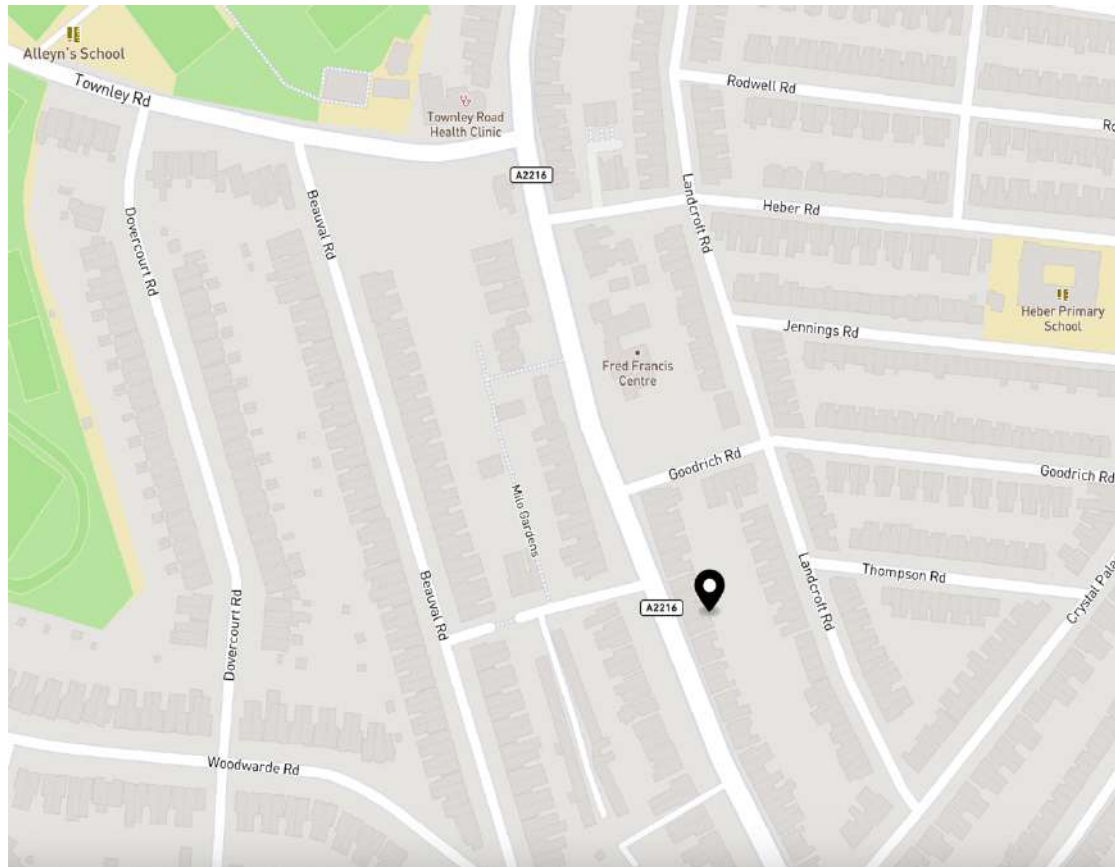 Alleyn's School
Townley Rd
Townley Road
Health Clinic
Rodwell Rd
A2216
Landcroft Rd
Heber Rd
Dovercourt Rd
Beauval Rd
Heber Primary
School
Jennings Rd
Fred Francis
Centre
Goodrich Rd
Goodrich Rd
Milo Gardens
Landcroft Rd
Thompson Rd
Beauval Rd
A2216
Dovercourt Rd
Crystal Pala
Woodwarde Rd